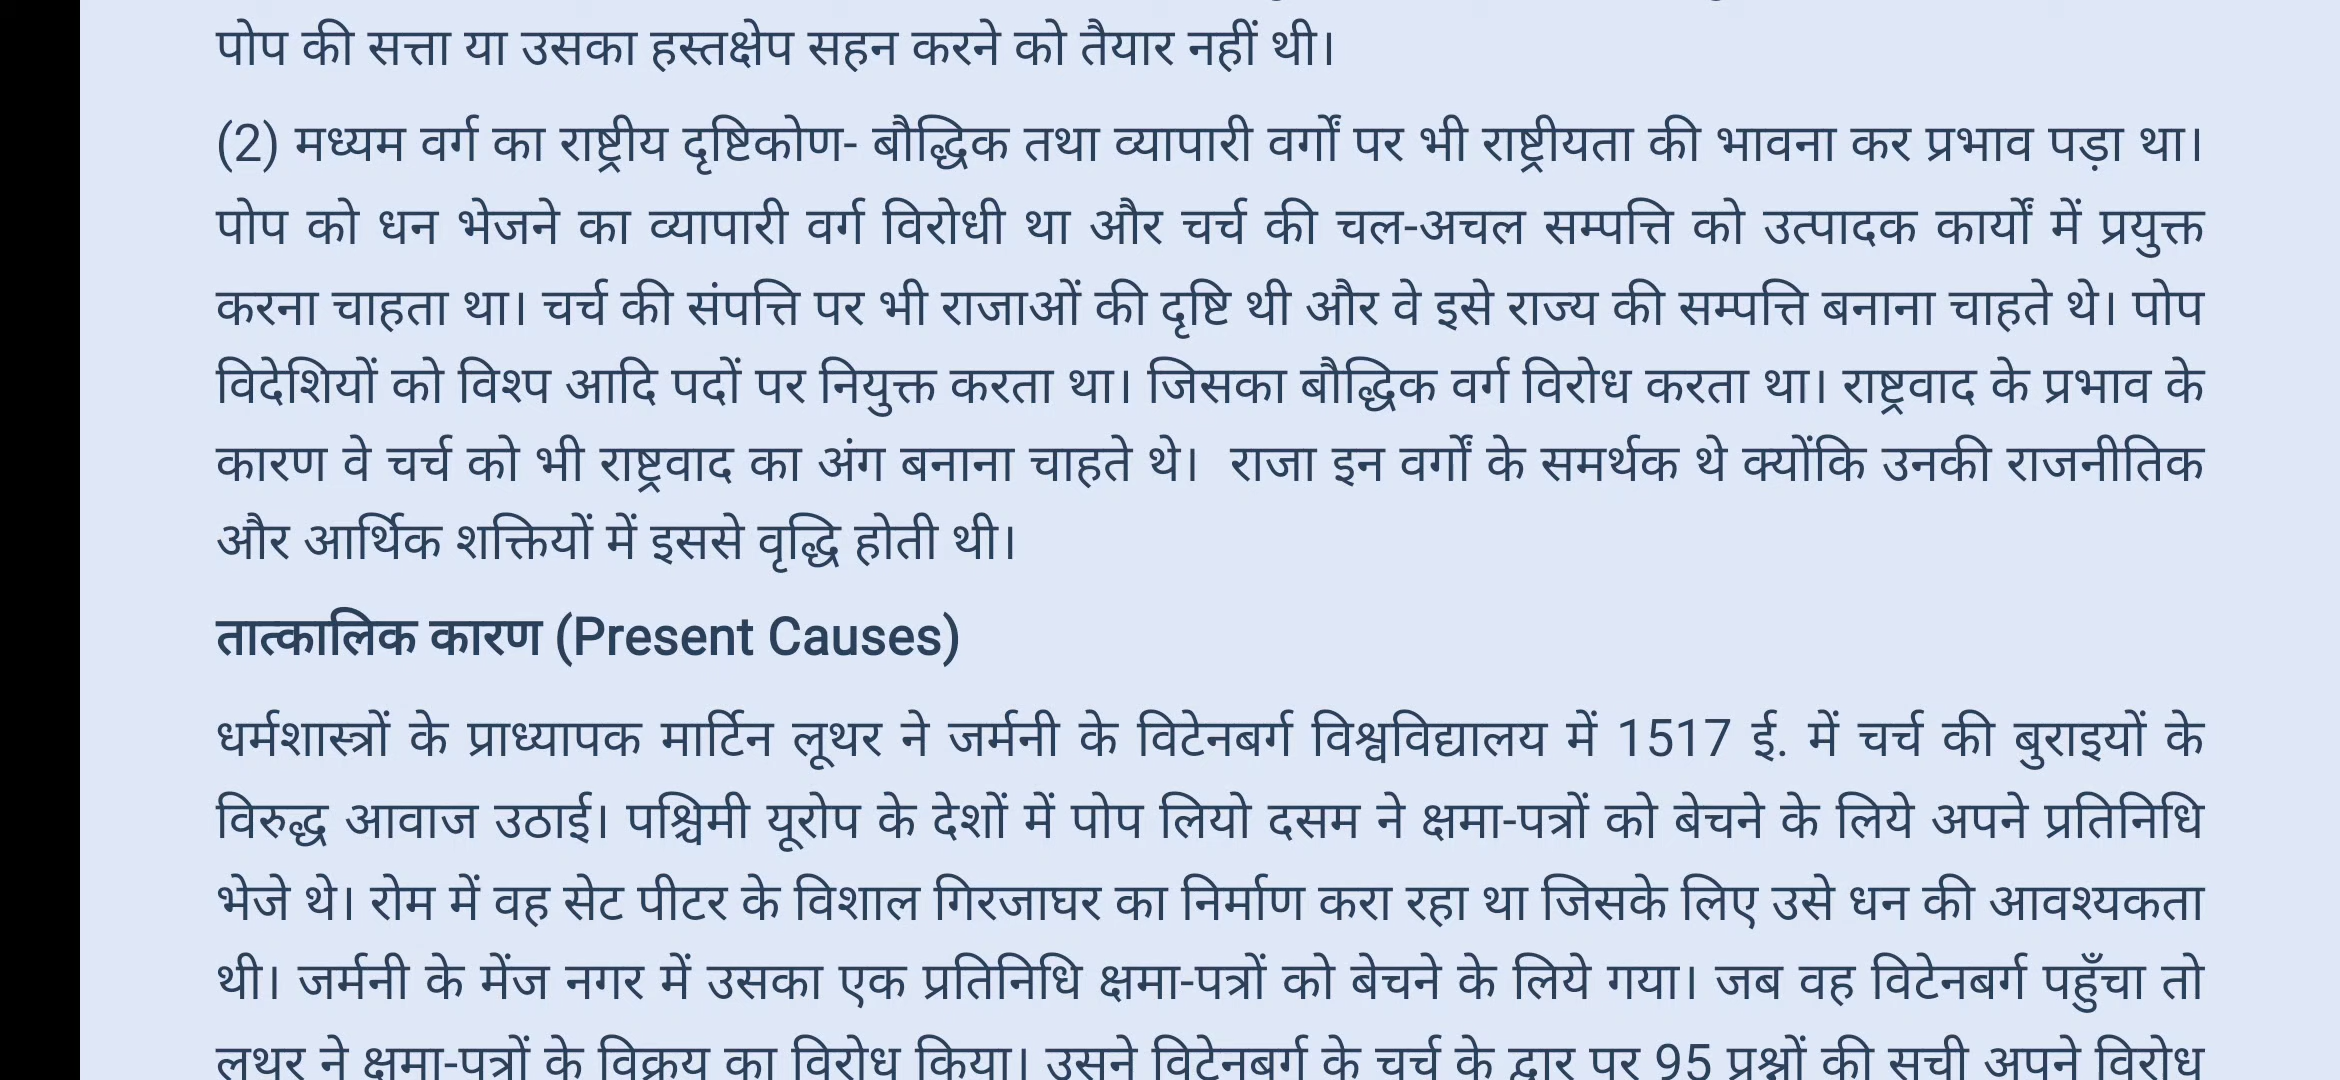 पोप की सत्ता या उसका हस्तक्षेप सहन करने को तैयार नहीं थी।
(2) मध्यम वर्ग का राष्ट्रीय दृष्टिकोण- बौद्धिक तथा व्यापारी वर्गों पर भी राष्ट्रीयता की भावना कर प्रभाव पड़ा था।
पोप को धन भेजने का व्यापारी वर्ग विरोधी था और चर्च की चल-अचल सम्पत्ति को उत्पादक कार्यों में प्रयुक्त
करना चाहता था। चर्च की संपत्ति पर भी राजाओं की दृष्टि थी और वे इसे राज्य की सम्पत्ति बनाना चाहते थे। पोप
विदेशियों को विश्प आदि पदों पर नियुक्त करता था। जिसका बौद्धिक वर्ग विरोध करता था। राष्ट्रवाद के प्रभाव के
कारण वे चर्च को भी राष्ट्रवाद का अंग बनाना चाहते थे। राजा इन वर्गों के समर्थक थे क्योंकि उनकी राजनीतिक
और आर्थिक शक्तियों में इससे वृद्धि होती थी।
तात्कालिक कारण (Present Causes)
धर्मशास्त्रों के प्राध्यापक मार्टिन लूथर ने जर्मनी के विटेनबर्ग विश्वविद्यालय में 1517 ई. में चर्च की बुराइयों के
विरुद्ध आवाज उठाई। पश्चिमी यूरोप के देशों में पोप लियो दसम ने क्षमा-पत्रों को बेचने के लिये अपने प्रतिनिधि
भेजे थे। रोम में वह सेट पीटर के विशाल गिरजाघर का निर्माण करा रहा था जिसके लिए उसे धन की आवश्यकता
थी। जर्मनी के मेंज नगर में उसका एक प्रतिनिधि क्षमा-पत्रों को बेचने के लिये गया। जब वह विटेनबर्ग पहुँचा तो
लूथर ने क्षमा-पत्रों के विक्रय का विरोध किया। उसने विटेनबर्ग के चर्च के द्वार पर 95 प्रश्नों की सूची अपने विरोध